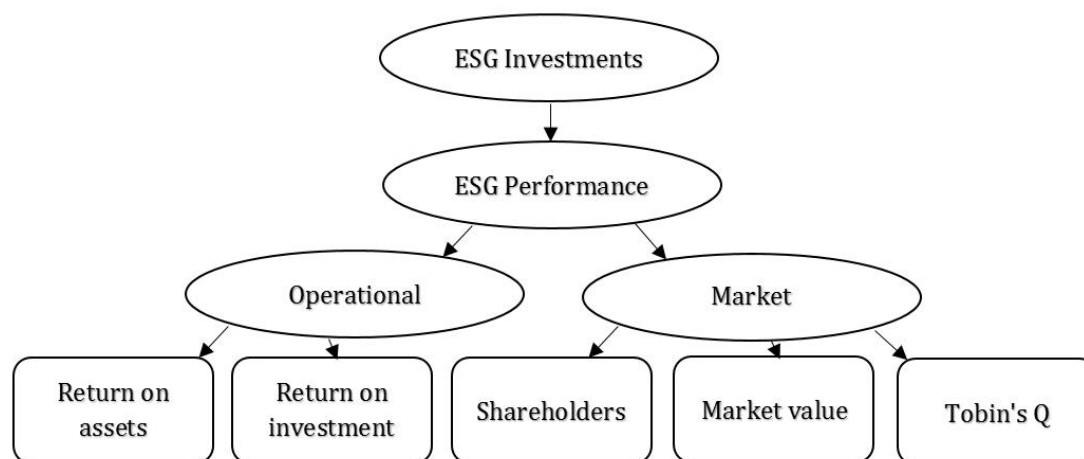 ESG Investments
ESG Performance
Operational
Market
Return on
assets
Return on
investment
Shareholders
Market value
Tobin's Q